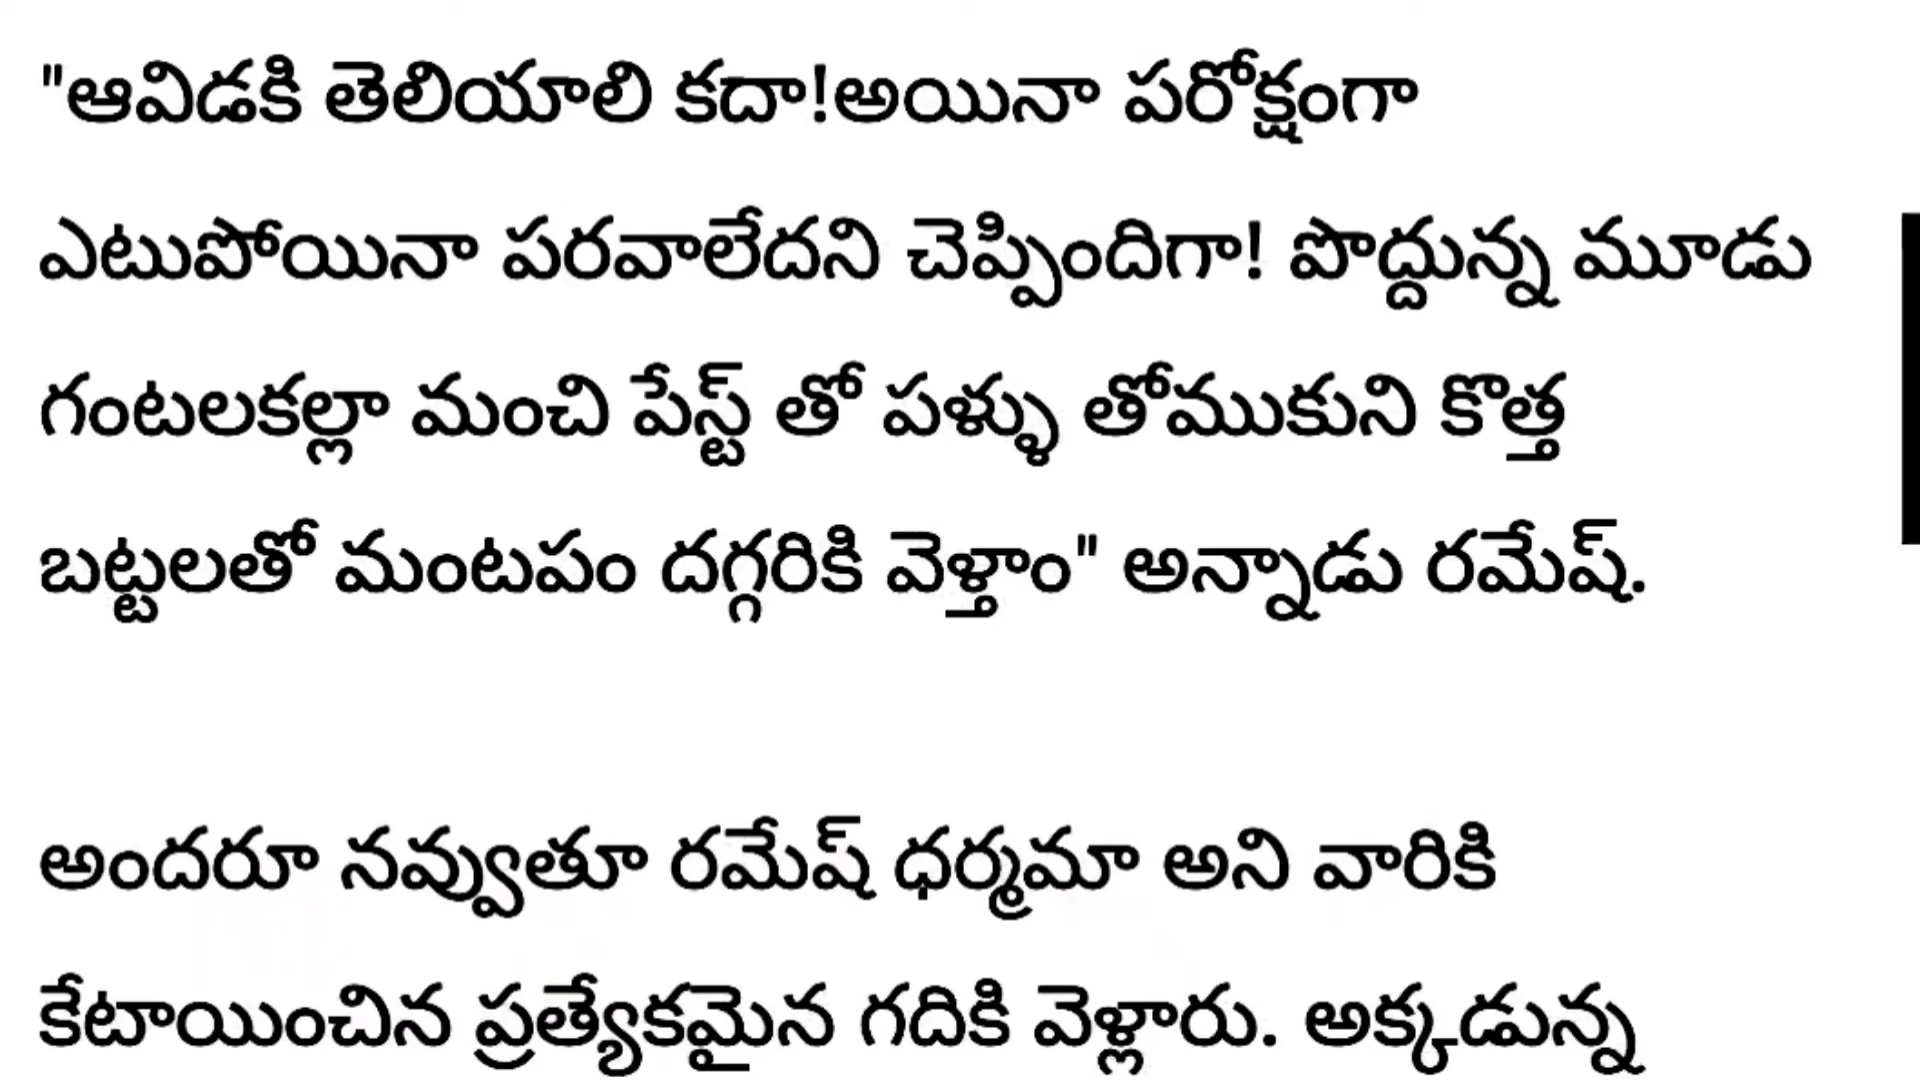 "ఆవిడకి తెలియాలి కదా!అయినా పరోక్షంగా
ఎటుపోయినా పరవాలేదని చెప్పిందిగా! పొద్దున్న మూడు
గంటలకల్లా మంచి పేస్ట్ తో పళ్ళు తోముకుని కొత్త
బట్టలతో మంటపం దగ్గరికి వెళ్తాం" అన్నాడు రమేష్.
అందరూ నవ్వుతూ రమేష్ ధర్మమా అని వారికి
కేటాయించిన ప్రత్యేకమైన గదికి వెళ్లారు. అక్కడున్న